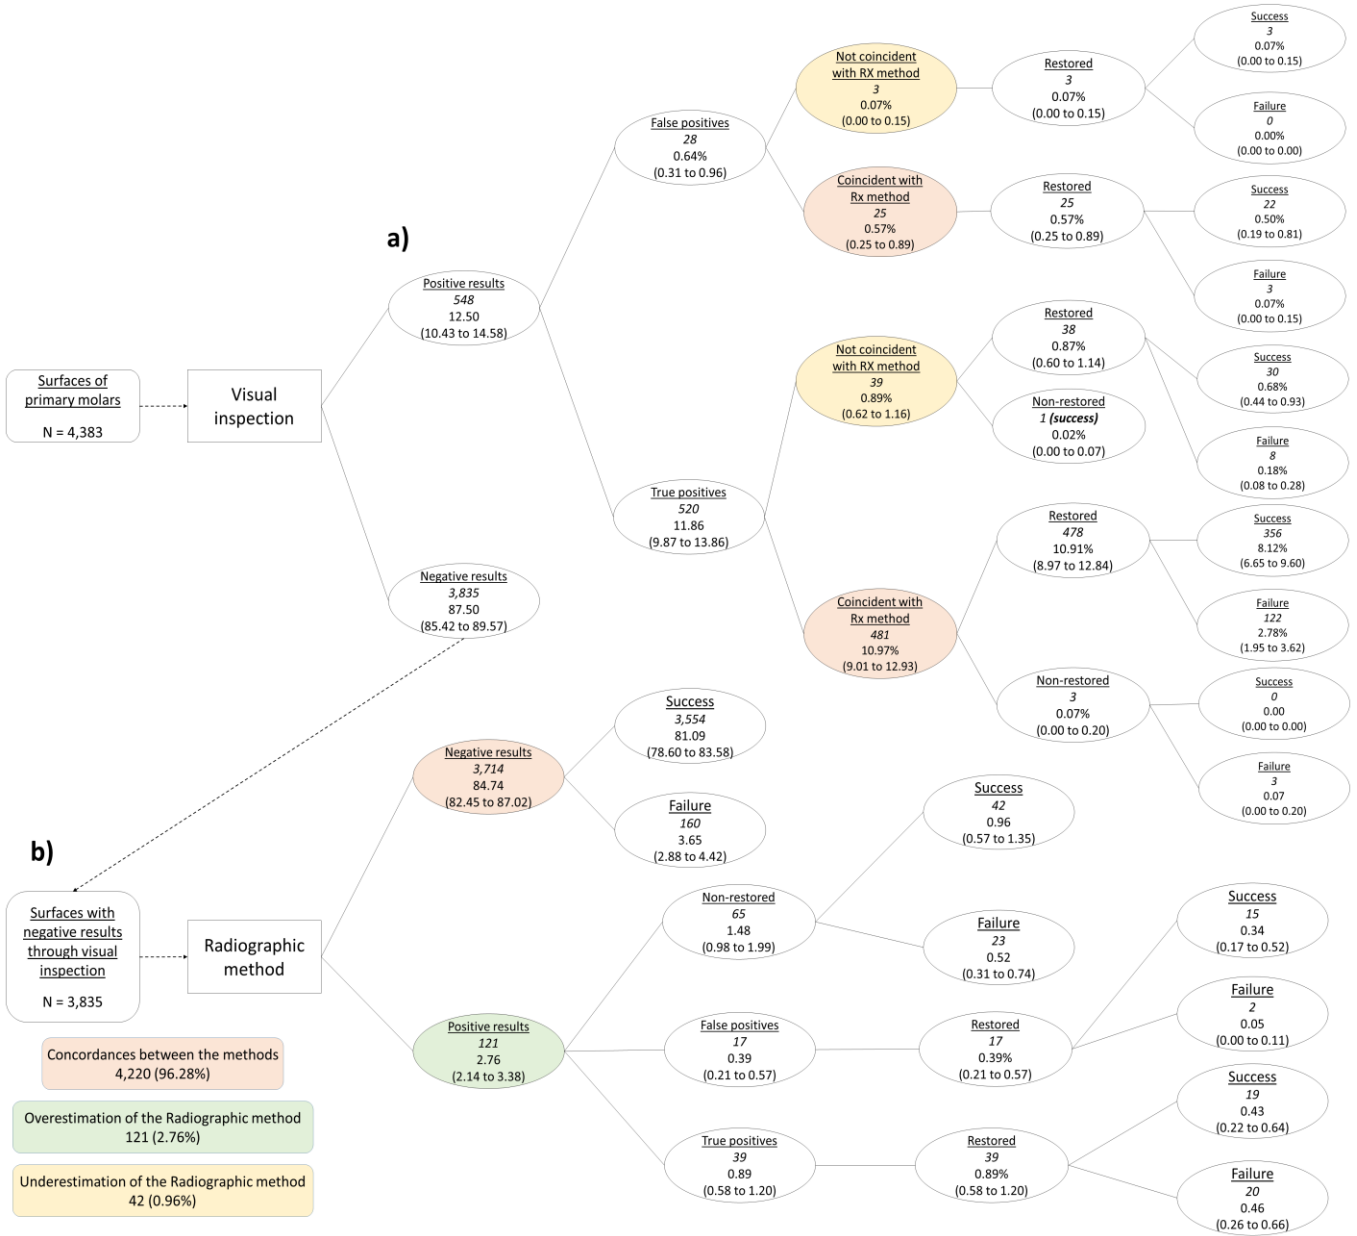 a)
Surfaces of
primary molars
N = 4,383
Visual
inspection
Positive results
548
12.50
(10.43 to 14.58)
Negative results
3,835
87.50
(85.42 to 89.57)
False positives
28
0.64%
(0.31 to 0.96)
True positives
520
11.86
(9.87 to 13.86)
Not coincident
with RX method
3
0.07%
(0.00 to 0.15)
Restored
3
0.07%
(0.00 to 0.15)
Success
3
0.07%
(0.00 to 0.15)
Failure
0
0.00%
(0.00 to 0.00)
Coincident with
Rx method
25
0.57%
(0.25 to 0.89)
Restored
25
0.57%
(0.25 to 0.89)
Success
22
0.50%
(0.19 to 0.81)
Failure
3
0.07%
(0.00 to 0.15)
Not coincident
with RX method
39
0.89%
(0.62 to 1.16)
Restored
38
0.87%
(0.60 to 1.14)
Non-restored
1 (success)
0.02%
(0.00 to 0.07)
Success
30
0.68%
(0.44 to 0.93)
Failure
8
0.18%
(0.08 to 0.28)
Coincident with
Rx method
481
10.97%
(9.01 to 12.93)
Restored
478
10.91%
(8.97 to 12.84)
Success
356
8.12%
(6.65 to 9.60)
Failure
122
2.78%
(1.95 to 3.62)
Non-restored
3
0.07%
(0.00 to 0.20)
Success
0
0.00
(0.00 to 0.00)
Failure
3
0.07
(0.00 to 0.20)
b)
Surfaces with
negative results
through visual
inspection
N = 3,835
Radiographic
method
Negative results
3,714
84.74
(82.45 to 87.02)
Success
3,554
81.09
(78.60 to 83.58)
Failure
160
3.65
(2.88 to 4.42)
Positive results
121
2.76
(2.14 to 3.38)
Non-restored
65
1.48
(0.98 to 1.99)
Success
42
0.96
(0.57 to 1.35)
Failure
23
0.52
(0.31 to 0.74)
False positives
17
0.39
(0.21 to 0.57)
Restored
17
0.39%
(0.21 to 0.57)
Success
15
0.34
(0.17 to 0.52)
Failure
2
0.05
(0.00 to 0.11)
True positives
39
0.89
(0.58 to 1.20)
Restored
39
0.89%
(0.58 to 1.20)
Success
19
0.43
(0.22 to 0.64)
Failure
20
0.46
(0.26 to 0.66)
Concordances between the methods
4,220 (96.28%)
Overestimation of the Radiographic method
121 (2.76%)
Underestimation of the Radiographic method
42 (0.96%)